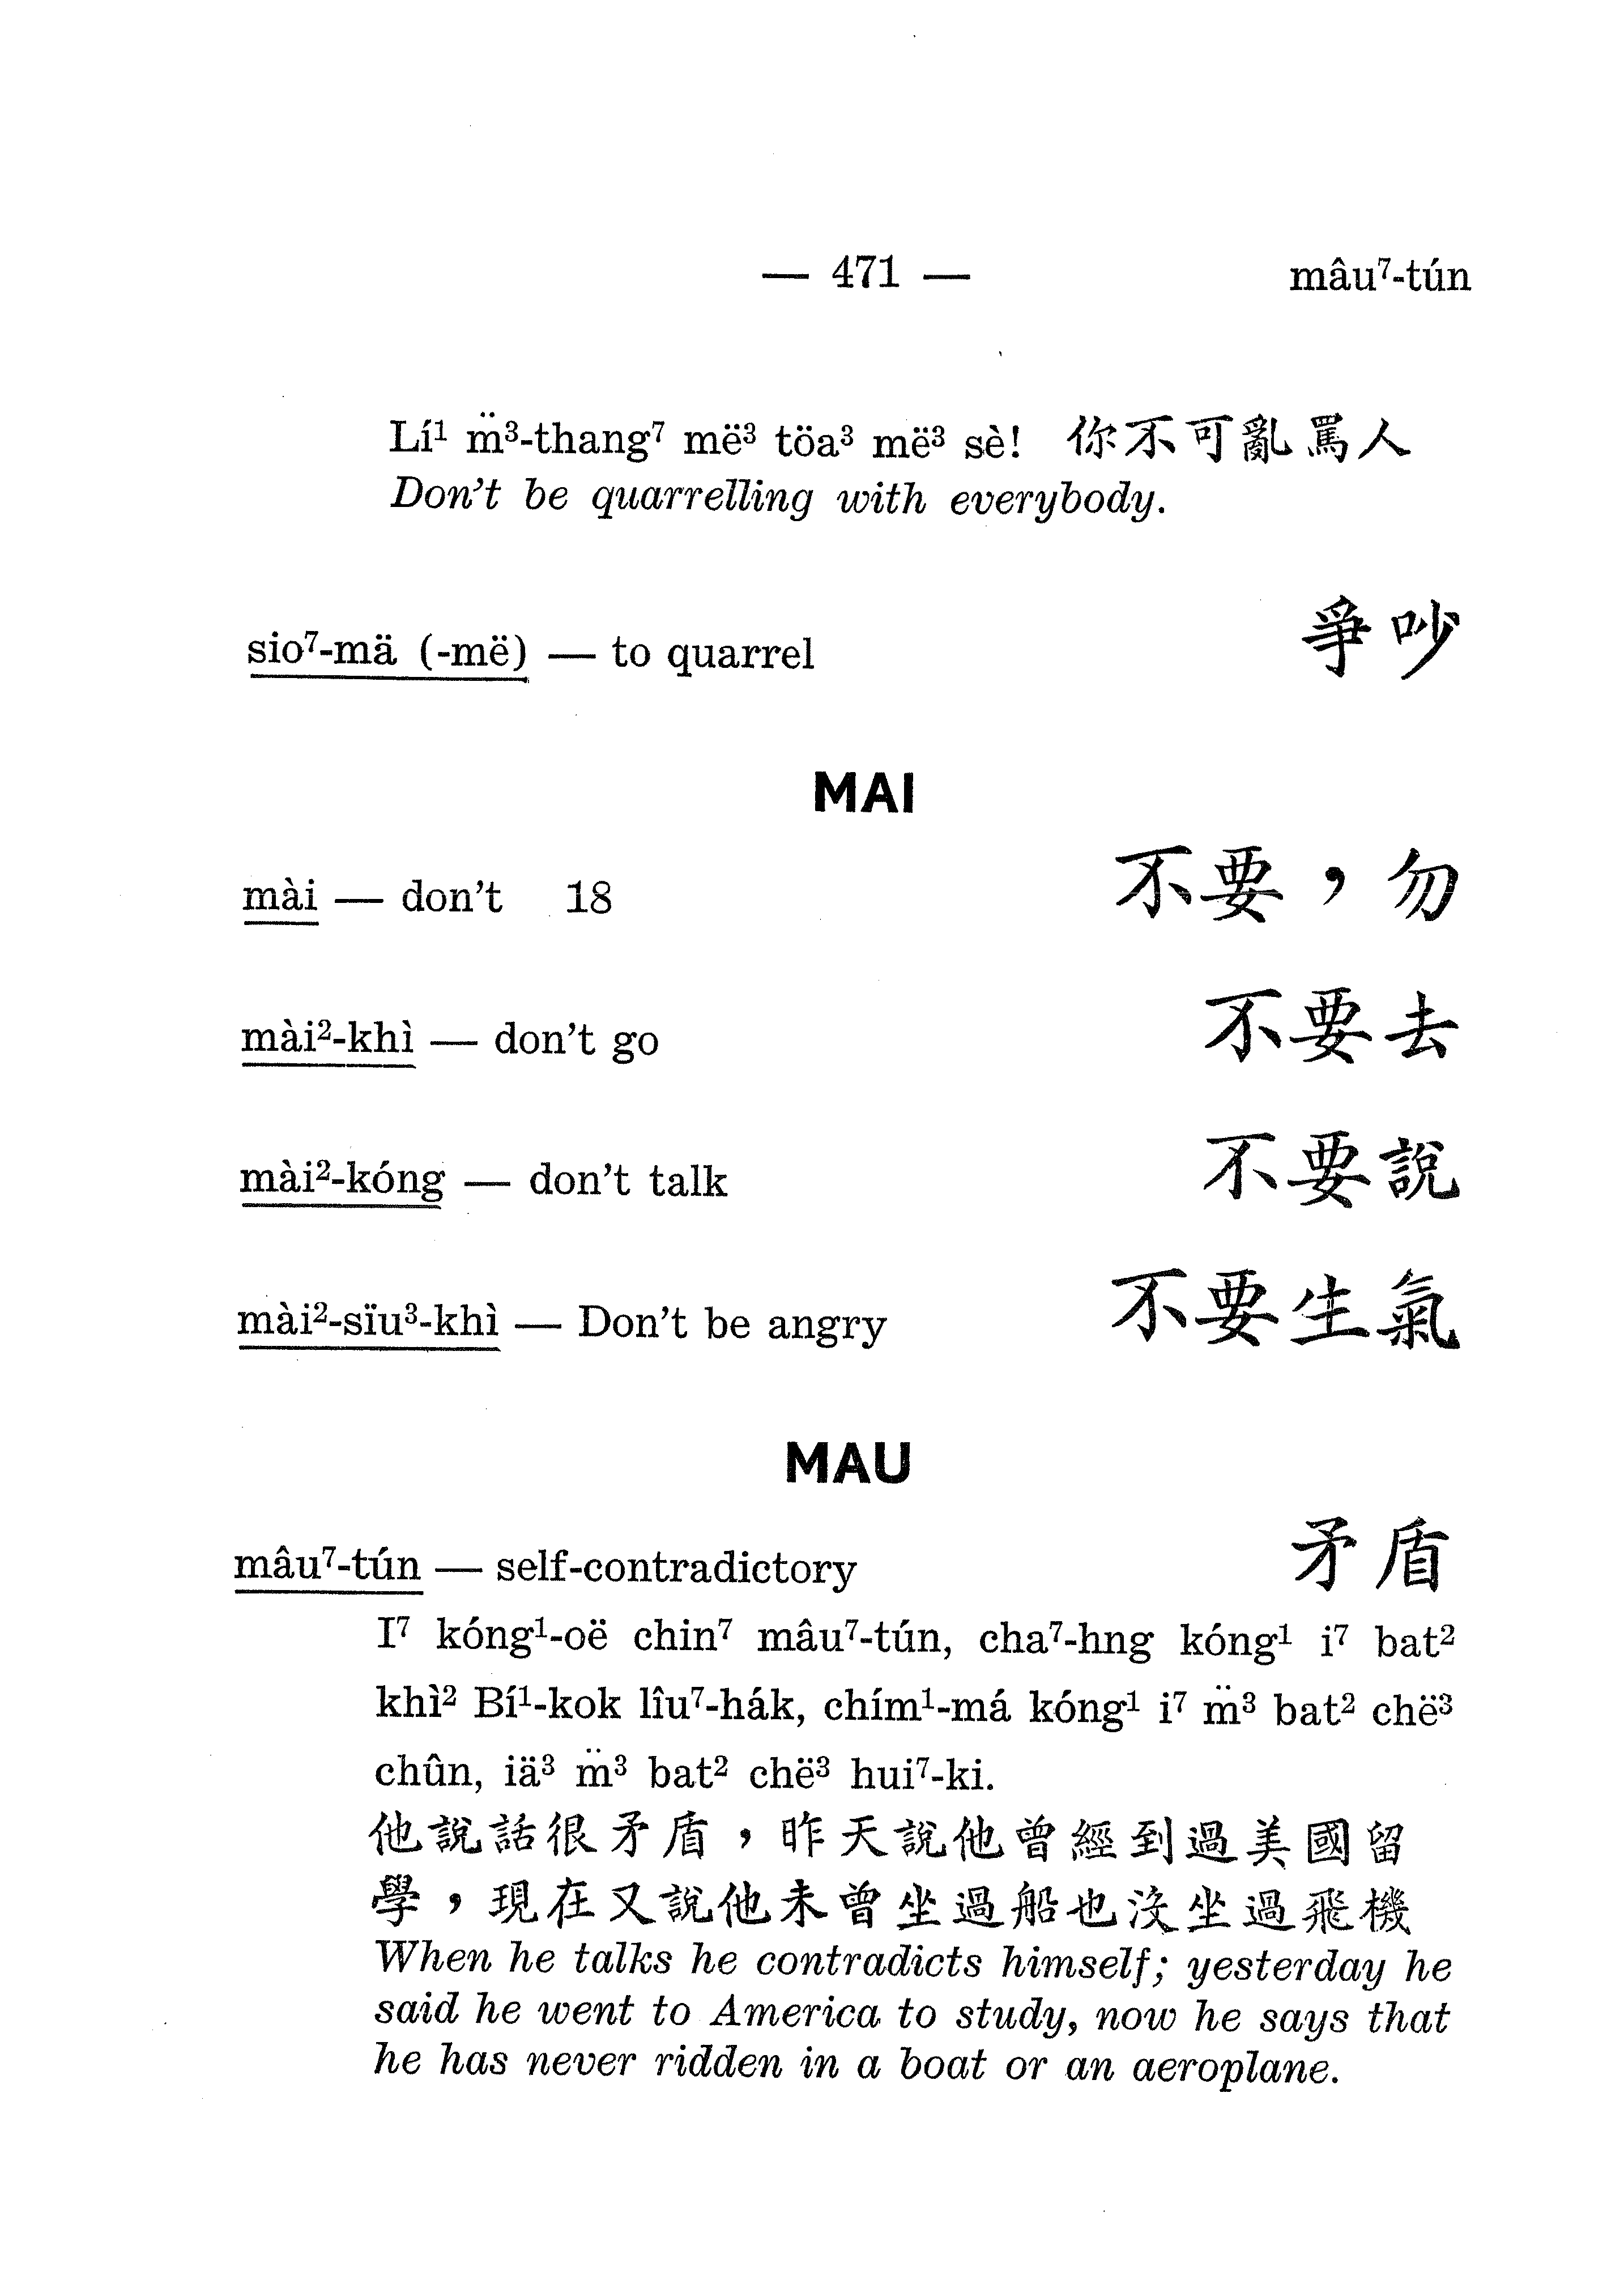 — 471 — mâu⁷-tún
Lí¹ m̈³-thang⁷ më³ töa³ më³ sè! 你不可亂罵人
Don't be quarrelling with everybody.
sio⁷-mä (-më) — to quarrel 爭吵
MAI
mài — don't 18 不要，勿
mài²-khì — don't go 不要去
mài²-kóng — don't talk 不要說
mài²-sïu³-khì — Don't be angry 不要生氣
MAU
mâu⁷-tún — self-contradictory 矛盾
I⁷ kóng¹-oë chin⁷ mâu⁷-tún, cha⁷-hng kóng¹ i⁷ bat²
khì² Bí¹-kok lîu⁷-hák, chím¹-má kóng¹ i⁷ m̈³ bat² chë³
chûn, iä³ m̈³ bat² chë³ hui⁷-ki.
他說話很矛盾，昨天說他曾經到過美國留
學，現在又說他未曾坐過船也沒坐過飛機
When he talks he contradicts himself; yesterday he
said he went to America to study, now he says that
he has never ridden in a boat or an aeroplane.